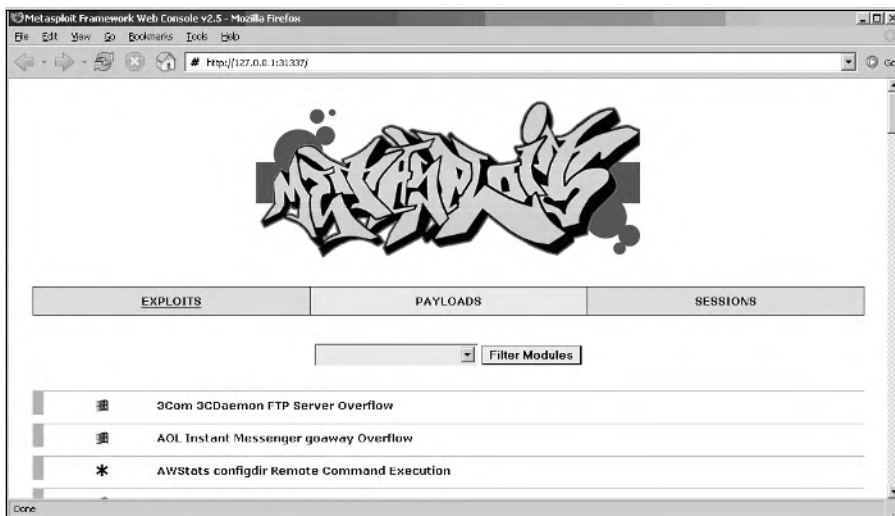 Metasploit Framework Web Console v2.5 - Mozilla Firefox
File Edit View Go Bookmarks Tools Help
http://127.0.0.1:31337/ Go
METASPLOIT
EXPLOITS PAYLOADS SESSIONS
Filter Modules
3Com 3CDaemon FTP Server Overflow
AOL Instant Messenger goaway Overflow
AWStats configdir Remote Command Execution
Done